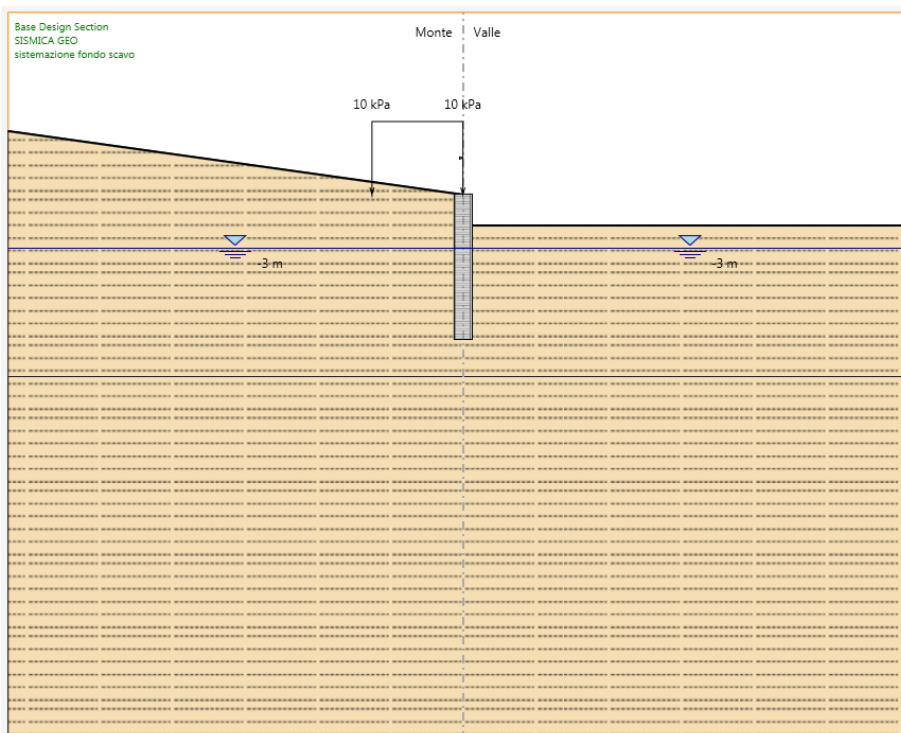 Base Design Section
SISMICA GEO
sistemazione fondo scavo
Monte
Valle
10 kPa
10 kPa
-3 m
-3 m